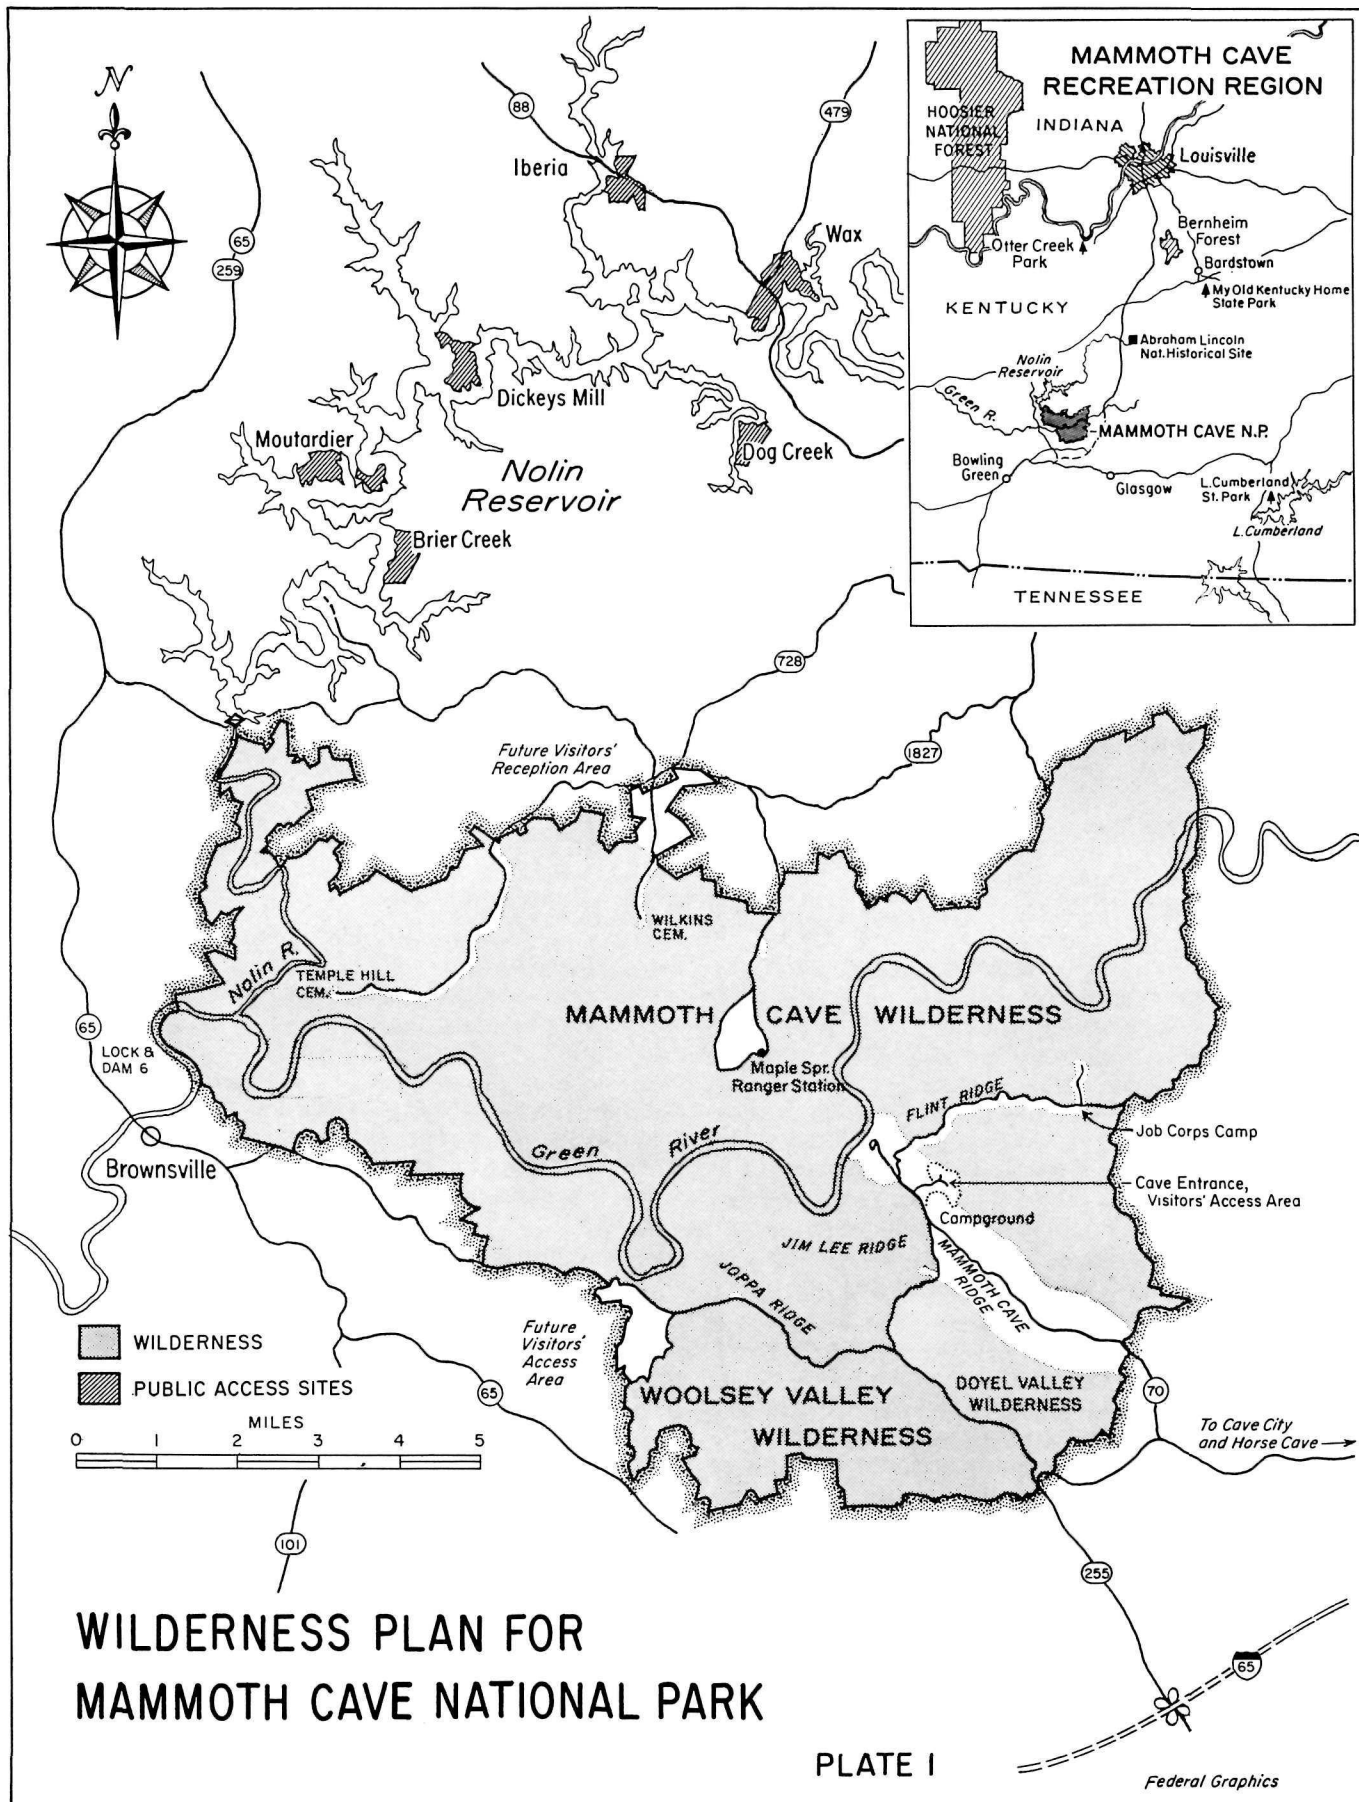 N
MAMMOTH CAVE
RECREATION REGION
HOOSIER
NATIONAL
FOREST
INDIANA
Louisville
Otter Creek
Park
Bernheim
Forest
Bardstown
My Old Kentucky Home
State Park
KENTUCKY
Abraham Lincoln
Nat. Historical Site
Nolin
Reservoir
Green R.
MAMMOTH CAVE N.P.
Bowling
Green
Glasgow
L. Cumberland
St. Park
L. Cumberland
TENNESSEE
88
479
Iberia
Wax
65
259
Dickeys Mill
Moutardier
Dog Creek
Nolin
Reservoir
Brier Creek
728
1827
Future Visitors'
Reception Area
WILKINS
CEM.
Nolin R.
TEMPLE HILL
CEM.
MAMMOTH CAVE WILDERNESS
65
LOCK &
DAM 6
Maple Spr.
Ranger Station
FLINT RIDGE
Job Corps Camp
Brownsville
Green River
Cave Entrance,
Visitors' Access Area
Campground
JIM LEE RIDGE
MAMMOTH CAVE
RIDGE
JOPPA RIDGE
Future
Visitors'
Access
Area
WILDERNESS
PUBLIC ACCESS SITES
MILES
0 1 2 3 4 5
65
WOOLSEY VALLEY
WILDERNESS
DOYEL VALLEY
WILDERNESS
70
To Cave City
and Horse Cave
101
255
65
WILDERNESS PLAN FOR
MAMMOTH CAVE NATIONAL PARK
PLATE I
Federal Graphics